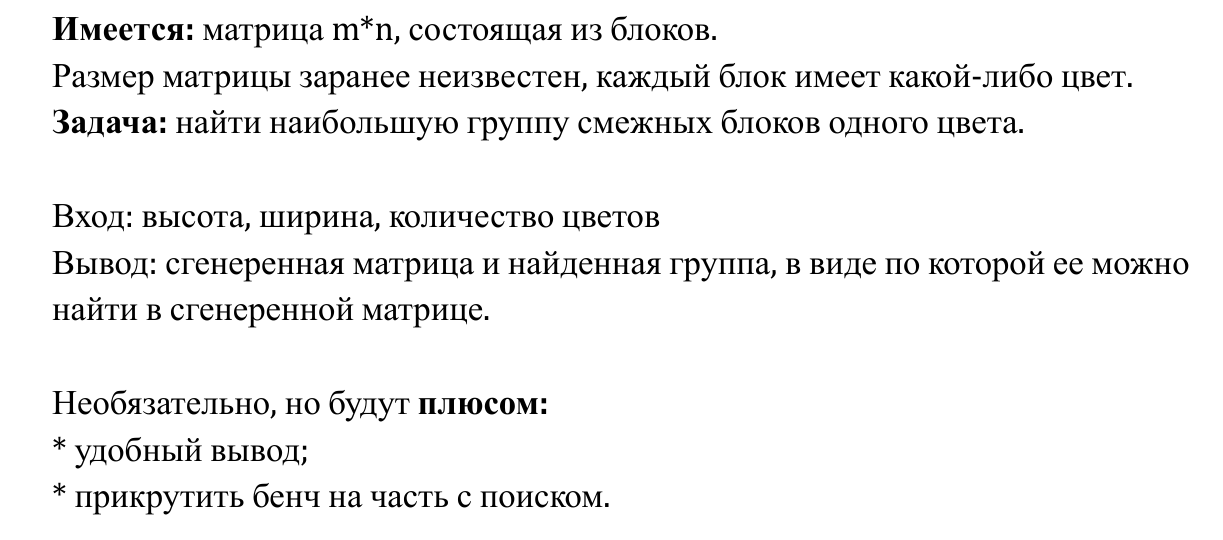 Имеется: матрица m*n, состоящая из блоков.
Размер матрицы заранее неизвестен, каждый блок имеет какой-либо цвет.
Задача: найти наибольшую группу смежных блоков одного цвета.
Вход: высота, ширина, количество цветов
Вывод: сгенеренная матрица и найденная группа, в виде по которой ее можно
найти в сгенеренной матрице.
Необязательно, но будут плюсом:
* удобный вывод;
* прикрутить бенч на часть с поиском.